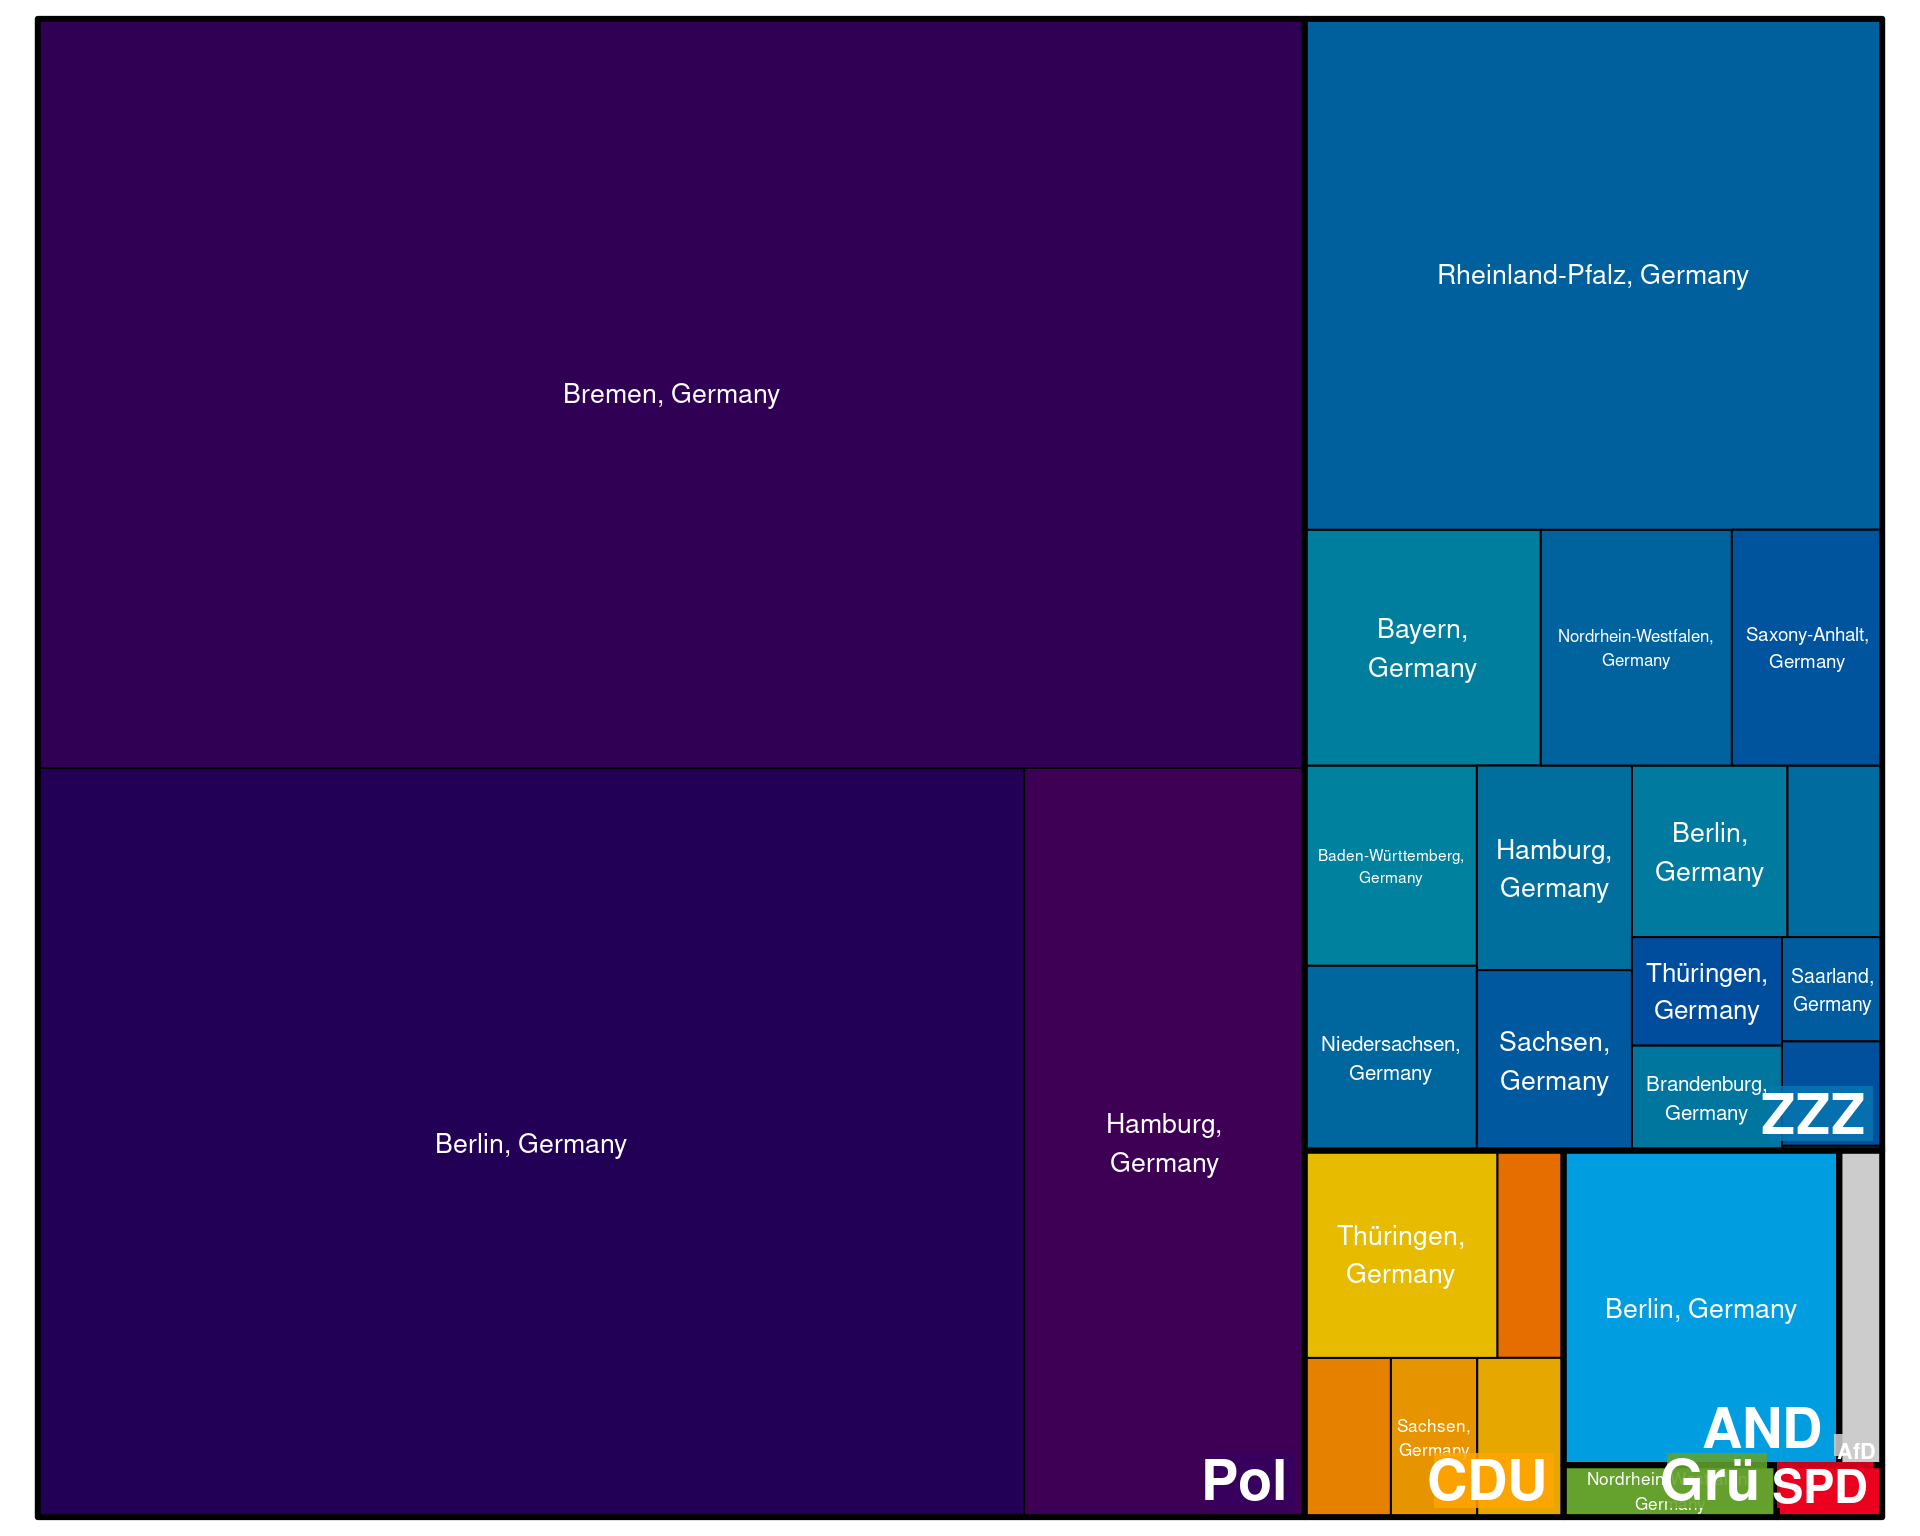 Bremen, Germany
Berlin, Germany
Hamburg,
Germany
Pol
Rheinland-Pfalz, Germany
Bayern,
Germany
Nordrhein-Westfalen,
Germany
Saxony-Anhalt,
Germany
Baden-Württemberg,
Germany
Hamburg,
Germany
Berlin,
Germany
Niedersachsen,
Germany
Sachsen,
Germany
Thüringen,
Germany
Saarland,
Germany
Brandenburg,
Germany
ZZZ
Thüringen,
Germany
Sachsen,
Germany
CDU
Berlin, Germany
AND
AfD
Germany
Grü
SPD